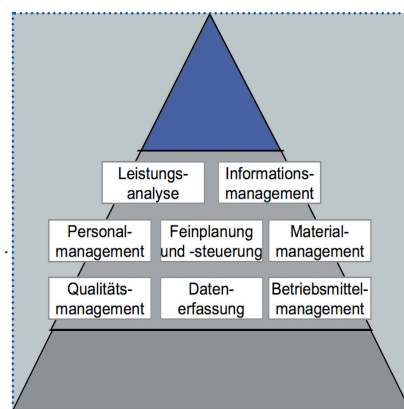 Leistungs-
analyse
Informations-
management
Personal-
management
Feinplanung
und -steuerung
Material-
management
Qualitäts-
management
Daten-
erfassung
Betriebsmittel-
management